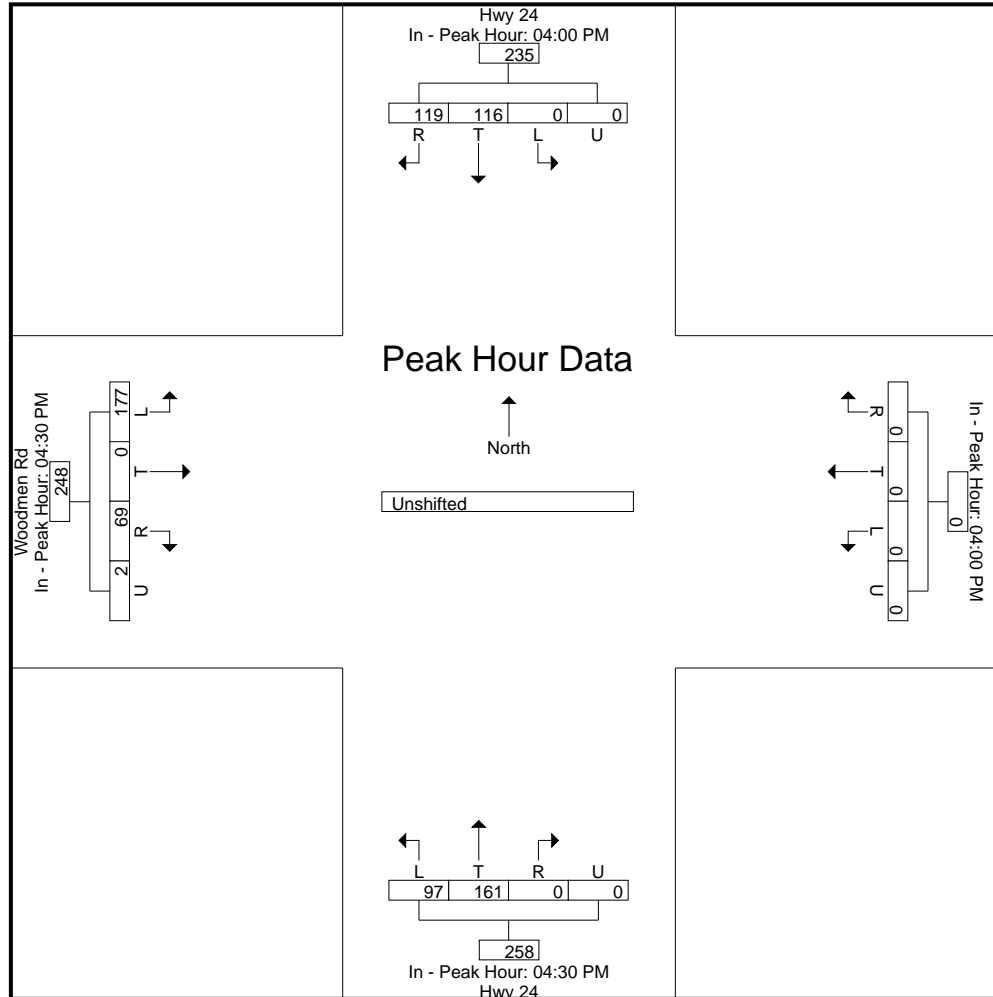 Hwy 24
In - Peak Hour: 04:00 PM
235
119 116 0 0
R T L U
Peak Hour Data
North
Unshifted
Woodmen Rd
In - Peak Hour: 04:30 PM
248
177 0 69 2
L T R U
In - Peak Hour: 04:00 PM
0
0 0 0 0
R T L U
L T R U
97 161 0 0
258
In - Peak Hour: 04:30 PM
Hwy 24